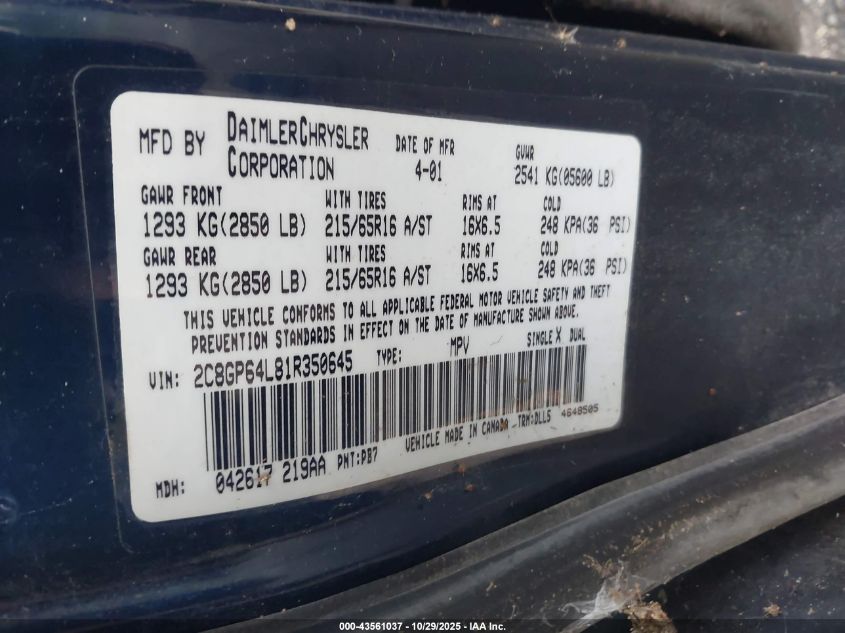 MFD BY DAIMLERCHRYSLER CORPORATION DATE OF MFR 4-01 GVWR 2541 KG(05600 LB)
GAWR FRONT WITH TIRES RIMS AT COLD
1293 KG(2850 LB) 215/65R16 A/ST 16X6.5 248 KPA(36 PSI)
GAWR REAR WITH TIRES RIMS AT COLD
1293 KG(2850 LB) 215/65R16 A/ST 16X6.5 248 KPA(36 PSI)
THIS VEHICLE CONFORMS TO ALL APPLICABLE FEDERAL MOTOR VEHICLE SAFETY AND THEFT
PREVENTION STANDARDS IN EFFECT ON THE DATE OF MANUFACTURE SHOWN ABOVE.
VIN: 2C8GP64L81R350645 TYPE: MPV SINGLE X DUAL
VEHICLE MADE IN CANADA TRM:DLL5 4648505
MDH: 042617 219AA PNT:PB7
000-43561037 - 10/29/2025 - IAA Inc.